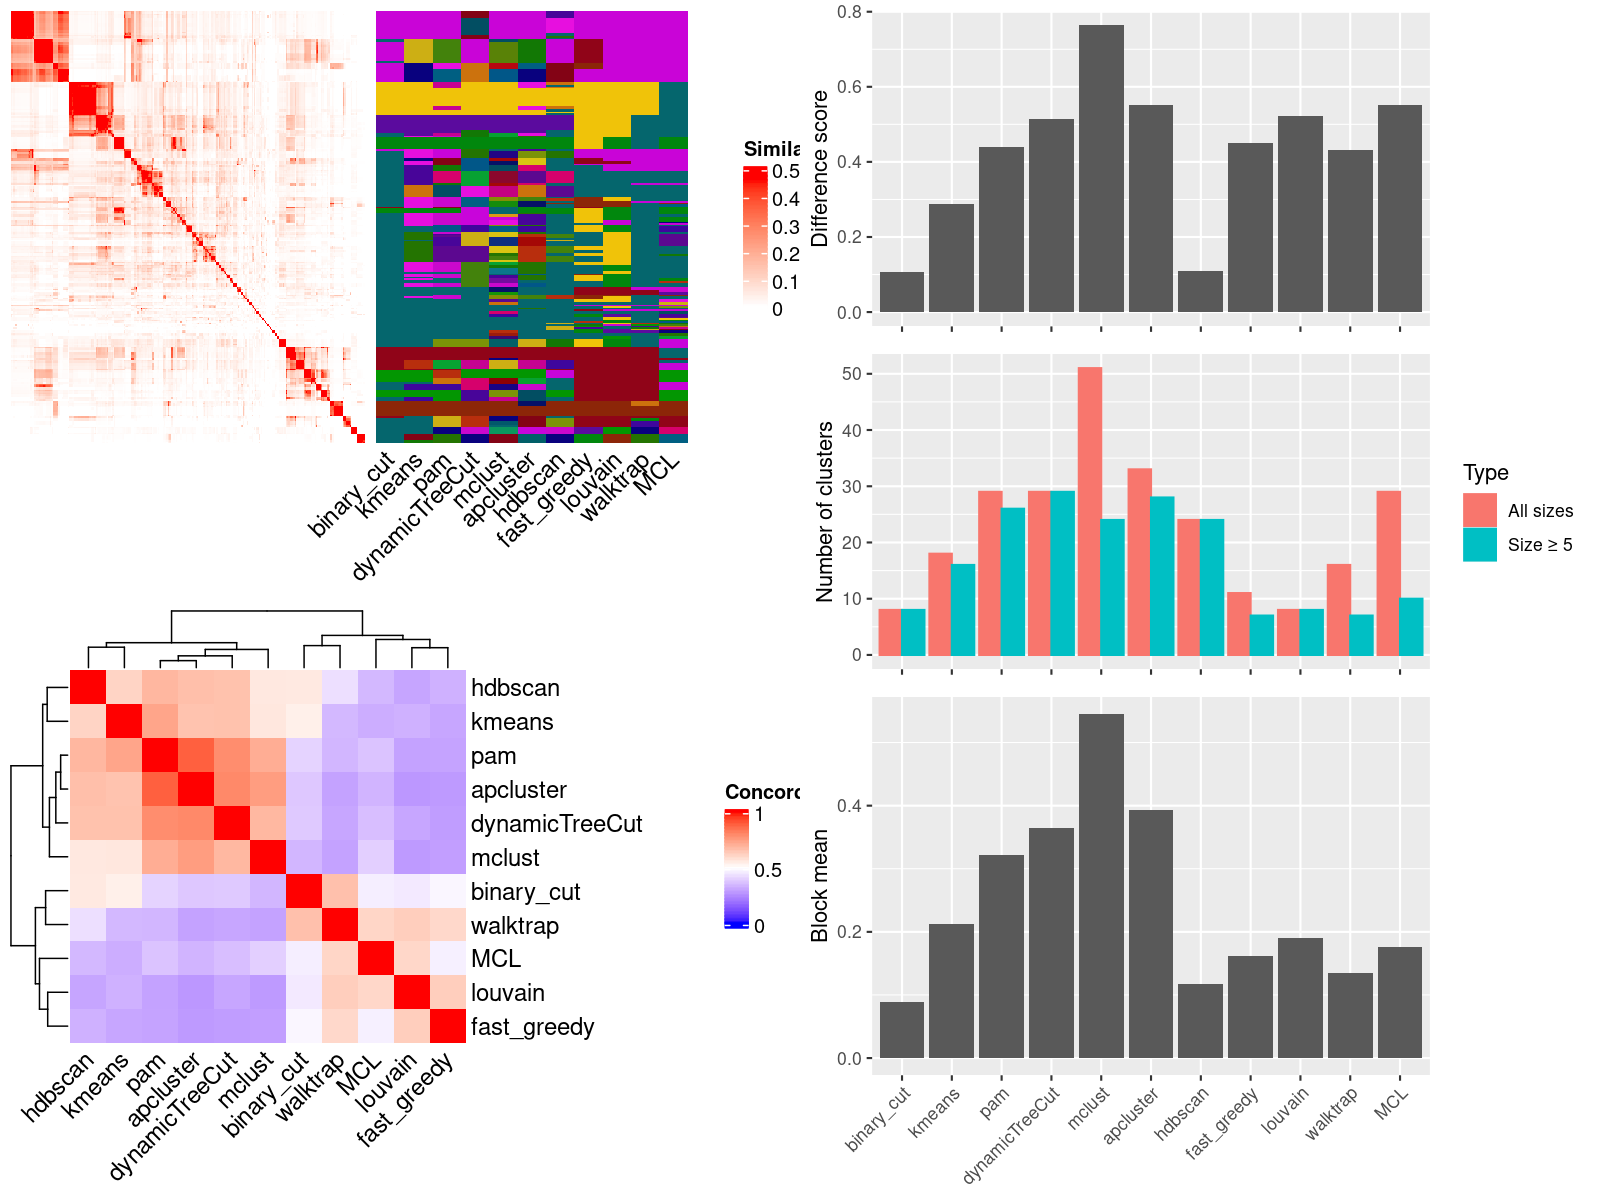 Simila
0.5
0.4
0.3
0.2
0.1
0
binary_cut
kmeans
pam
dynamicTreeCut
mclust
apcluster
hdbscan
fast_greedy
louvain
walktrap
MCL
hdbscan
kmeans
pam
apcluster
dynamicTreeCut
mclust
binary_cut
walktrap
MCL
louvain
fast_greedy
hdbscan
kmeans
pam
apcluster
dynamicTreeCut
mclust
binary_cut
walktrap
MCL
louvain
fast_greedy
Concord
1
0.5
0
Difference score
0.8
0.6
0.4
0.2
0.0
Number of clusters
50
40
30
20
10
0
Type
All sizes
Size ≥ 5
Block mean
0.4
0.2
0.0
binary_cut
kmeans
pam
dynamicTreeCut
mclust
apcluster
hdbscan
fast_greedy
louvain
walktrap
MCL